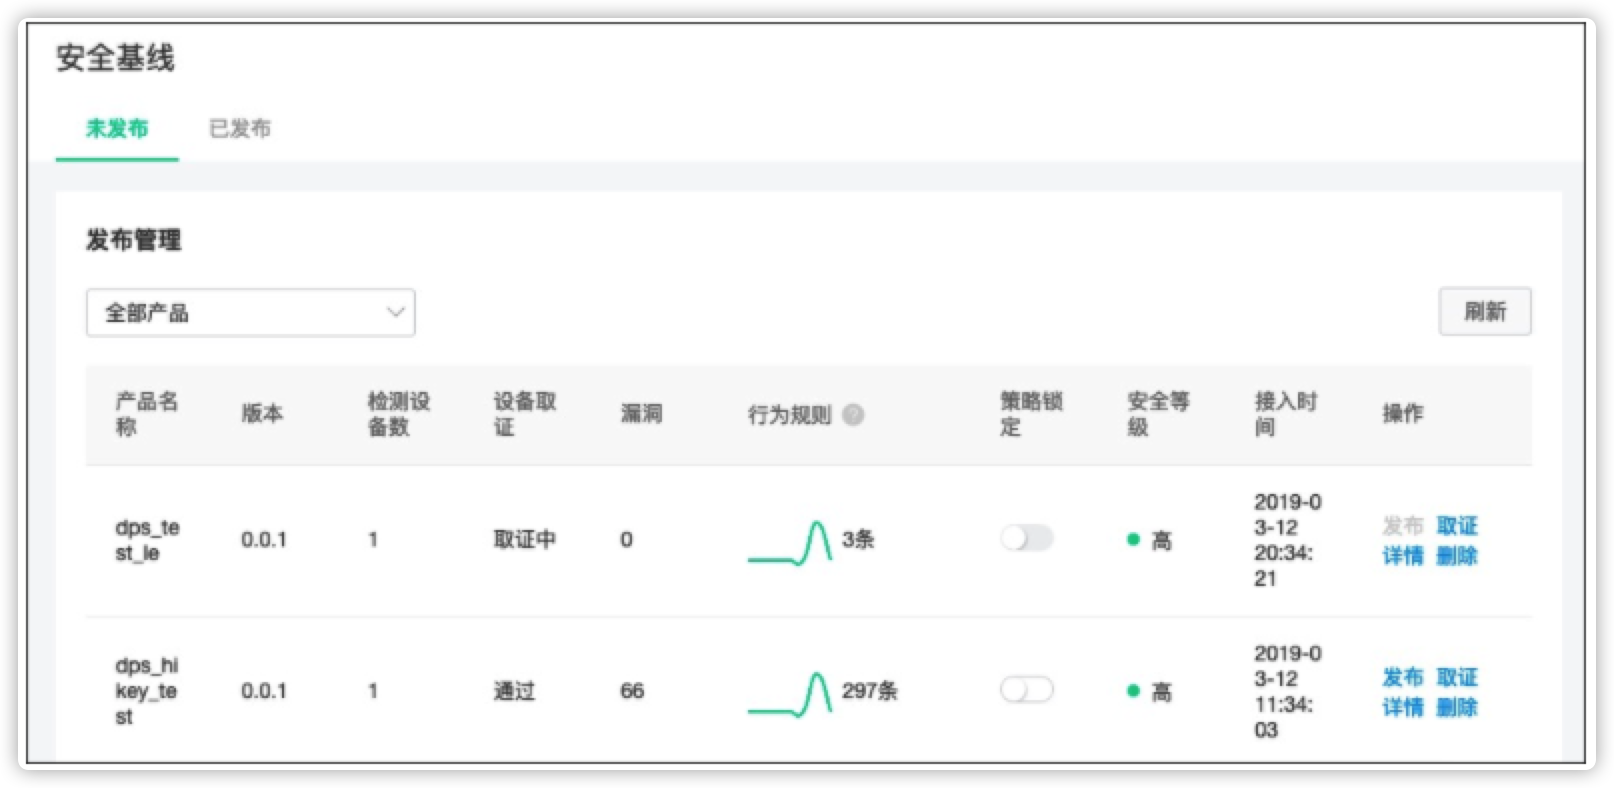 安全基线
未发布 已发布
发布管理
全部产品
刷新
产品名称 版本 检测设备数 设备取证 漏洞 行为规则 ? 策略锁定 安全等级 接入时间 操作
dps_test_le 0.0.1 1 取证中 0 3条 高 2019-03-12 20:34:21 发布 取证 详情 删除
dps_hikey_test 0.0.1 1 通过 66 297条 高 2019-03-12 11:34:03 发布 取证 详情 删除